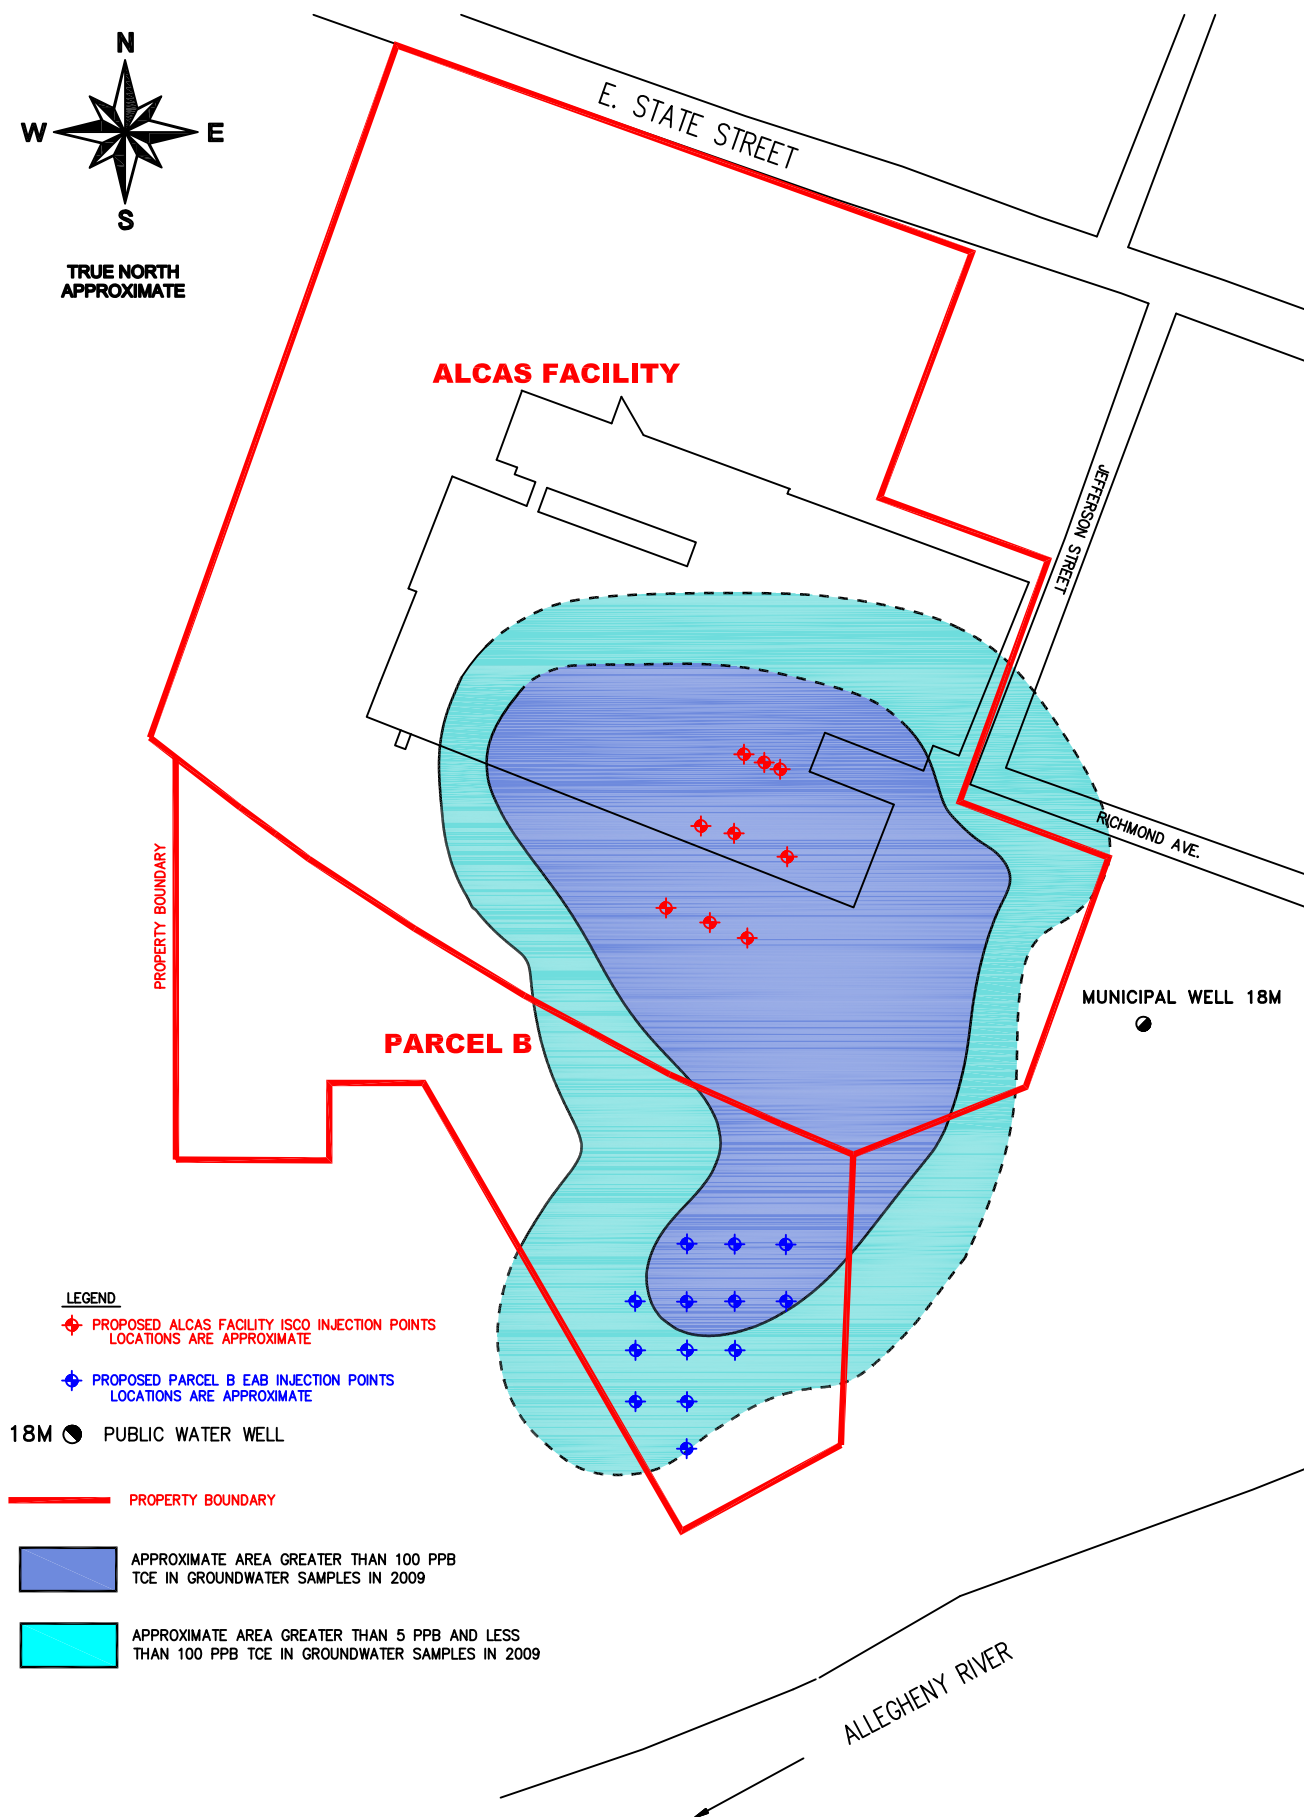 N
W
E
S
TRUE NORTH
APPROXIMATE
E. STATE STREET
ALCAS FACILITY
JEFFERSON STREET
RICHMOND AVE.
PROPERTY BOUNDARY
MUNICIPAL WELL 18M
PARCEL B
LEGEND
PROPOSED ALCAS FACILITY ISCO INJECTION POINTS
LOCATIONS ARE APPROXIMATE
PROPOSED PARCEL B EAB INJECTION POINTS
LOCATIONS ARE APPROXIMATE
18M PUBLIC WATER WELL
PROPERTY BOUNDARY
APPROXIMATE AREA GREATER THAN 100 PPB
TCE IN GROUNDWATER SAMPLES IN 2009
APPROXIMATE AREA GREATER THAN 5 PPB AND LESS
THAN 100 PPB TCE IN GROUNDWATER SAMPLES IN 2009
ALLEGHENY RIVER